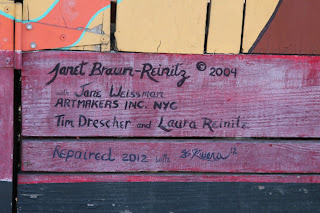 Janet Braun-Reinitz © 2004
with Jane Weissman
ARTMAKERS INC. NYC
Tim Drescher and Laura Reinitz
Repaired 2012 with